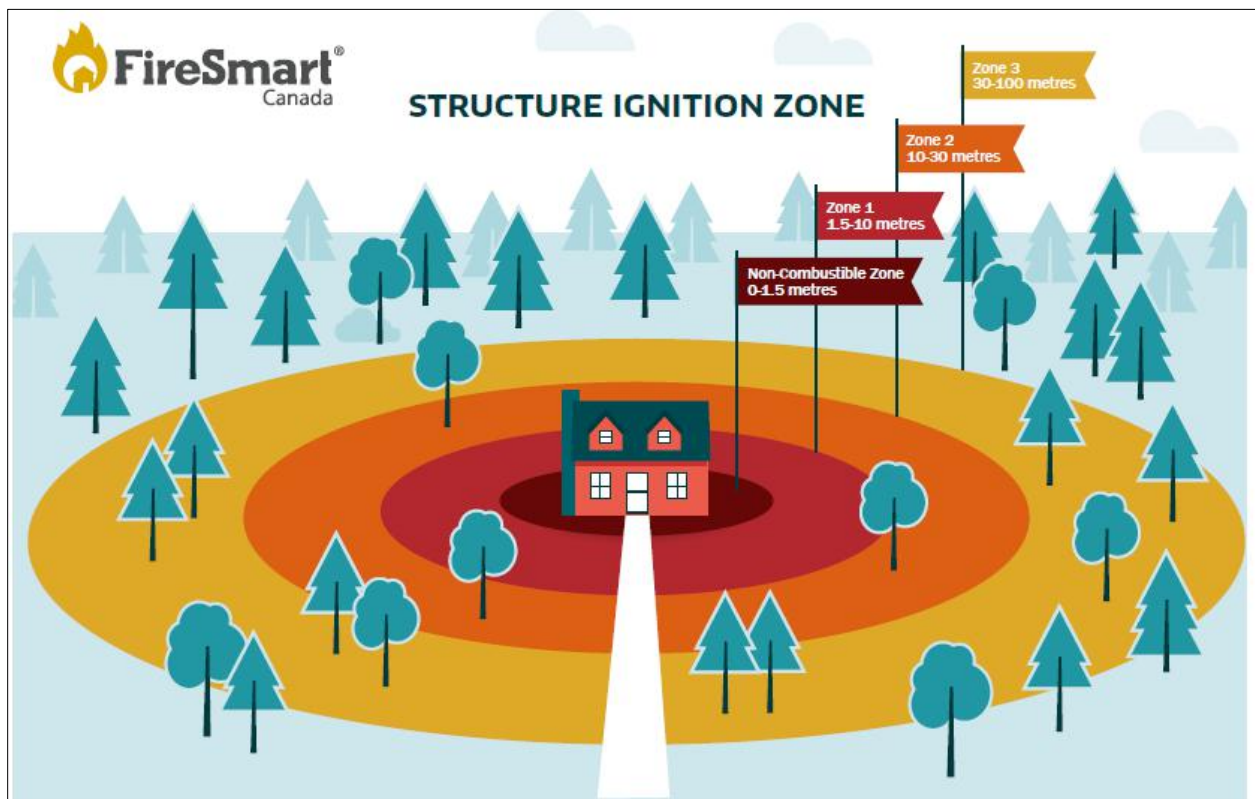 FireSmart®
Canada
STRUCTURE IGNITION ZONE
Zone 3
30-100 metres
Zone 2
10-30 metres
Zone 1
1.5-10 metres
Non-Combustible Zone
0-1.5 metres